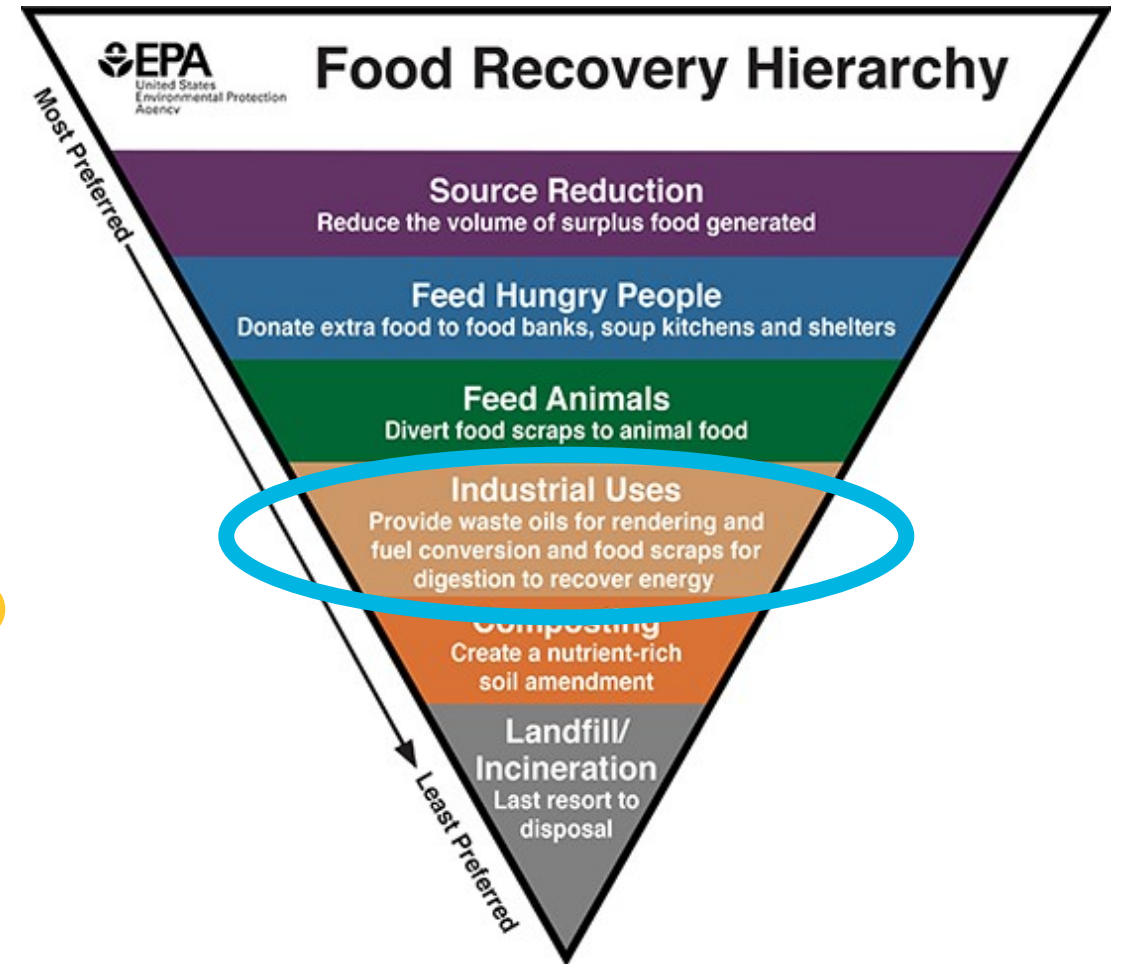 EPA
United States
Environmental Protection
Agency
Food Recovery Hierarchy
Most Preferred
Source Reduction
Reduce the volume of surplus food generated
Feed Hungry People
Donate extra food to food banks, soup kitchens and shelters
Feed Animals
Divert food scraps to animal food
Industrial Uses
Provide waste oils for rendering and
fuel conversion and food scraps for
digestion to recover energy
Composting
Create a nutrient-rich
soil amendment
Landfill/
Incineration
Last resort to
disposal
Least Preferred